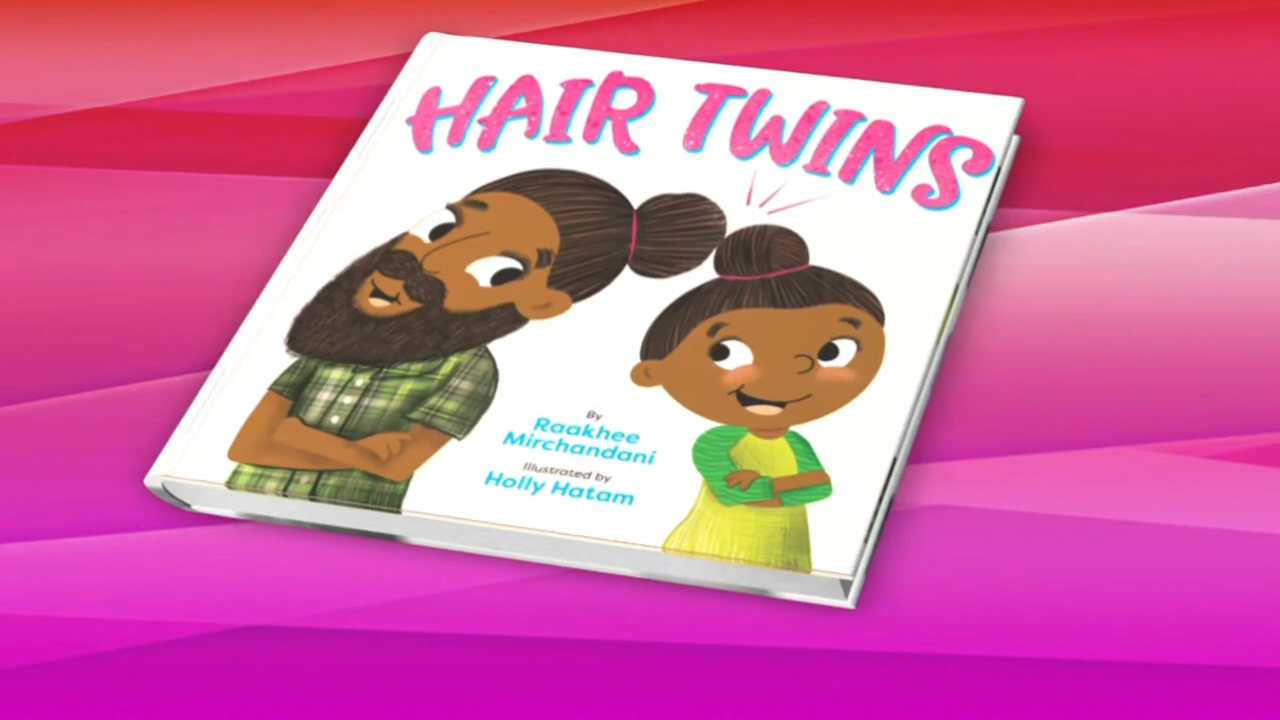 HAIR TWINS
By
Raakhee
Mirchandani
Illustrated by
Holly Hatam